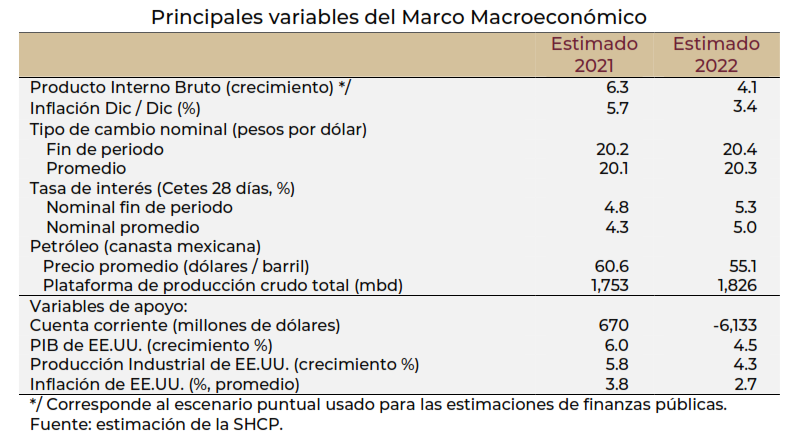 Principales variables del Marco Macroeconómico
Estimado 2021 Estimado 2022
Producto Interno Bruto (crecimiento) */ 6.3 4.1
Inflación Dic / Dic (%) 5.7 3.4
Tipo de cambio nominal (pesos por dólar)
Fin de periodo 20.2 20.4
Promedio 20.1 20.3
Tasa de interés (Cetes 28 días, %)
Nominal fin de periodo 4.8 5.3
Nominal promedio 4.3 5.0
Petróleo (canasta mexicana)
Precio promedio (dólares / barril) 60.6 55.1
Plataforma de producción crudo total (mbd) 1,753 1,826
Variables de apoyo:
Cuenta corriente (millones de dólares) 670 -6,133
PIB de EE.UU. (crecimiento %) 6.0 4.5
Producción Industrial de EE.UU. (crecimiento %) 5.8 4.3
Inflación de EE.UU. (%, promedio) 3.8 2.7
*/ Corresponde al escenario puntual usado para las estimaciones de finanzas públicas.
Fuente: estimación de la SHCP.